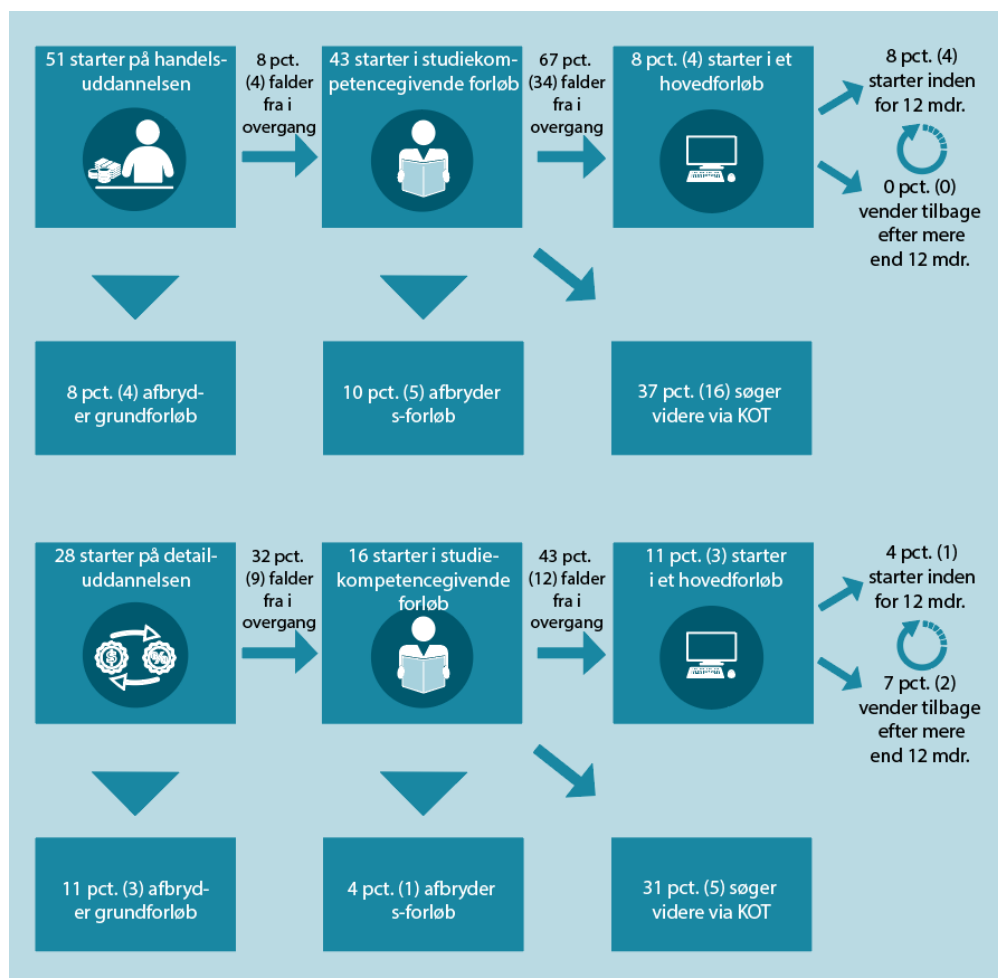 51 starter på handels-
uddannelsen
8 pct.
(4) falder
fra i
overgang
43 starter i studiekom-
petencegivende forløb
67 pct.
(34) falder
fra i
overgang
8 pct. (4) starter i et
hovedforløb
8 pct. (4)
starter inden
for 12 mdr.
0 pct. (0)
vender tilbage
efter mere
end 12 mdr.
8 pct. (4) afbryd-
er grundforløb
10 pct. (5) afbryder
s-forløb
37 pct. (16) søger
videre via KOT
28 starter på detail-
uddannelsen
32 pct.
(9) falder
fra i
overgang
16 starter i studie-
kompetencegivende
forløb
43 pct.
(12) falder
fra i
overgang
11 pct. (3) starter
i et hovedforløb
4 pct. (1)
starter inden
for 12 mdr.
7 pct. (2)
vender tilbage
efter mere
end 12 mdr.
11 pct. (3) afbryd-
er grundforløb
4 pct. (1) afbryder
s-forløb
31 pct. (5) søger
videre via KOT
$
%